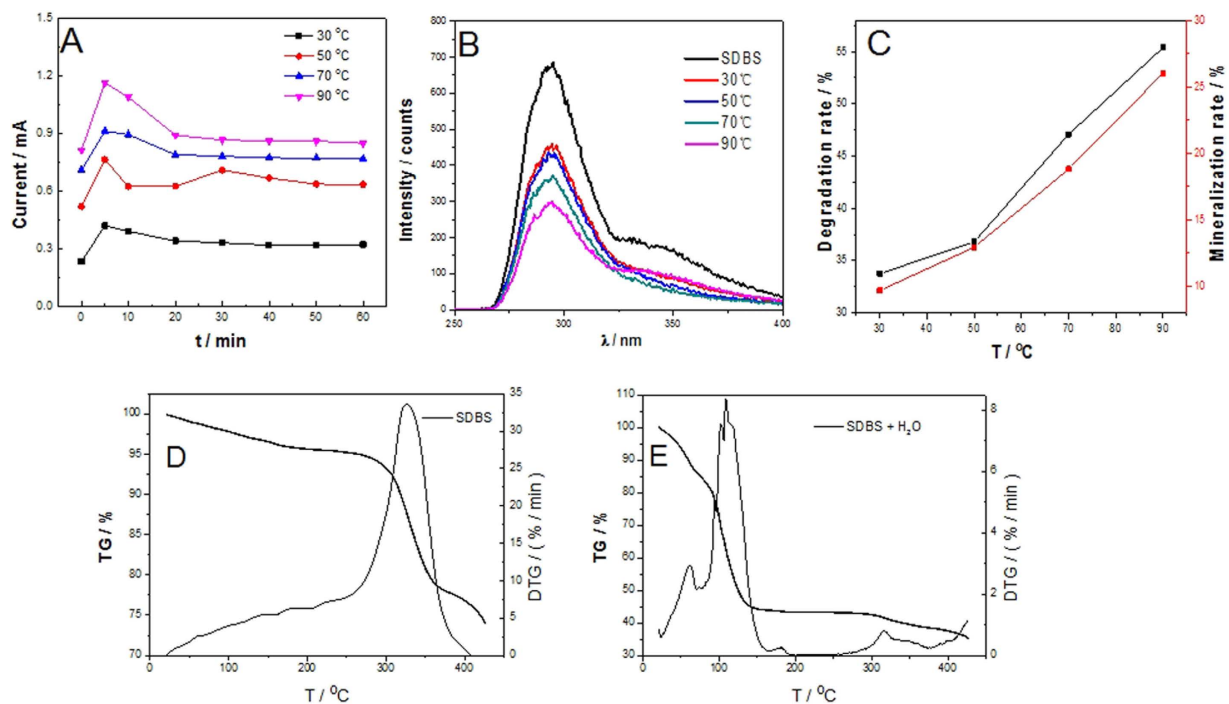 A
30 °C
50 °C
70 °C
90 °C
Current / mA
1.5
1.2
0.9
0.6
0.3
0.0
0 10 20 30 40 50 60
t / min
B
SDBS
30℃
50℃
70℃
90℃
Intensity / counts
800
700
600
500
400
300
200
100
0
250 300 350 400
λ / nm
C
Degradation rate / %
55
50
45
40
35
30
Mineralization rate / %
30
25
20
15
10
30 40 50 60 70 80 90
T / °C
D
SDBS
TG / %
100
95
90
85
80
75
70
DTG / ( % / min )
35
30
25
20
15
10
5
0
0 100 200 300 400
T / °C
E
SDBS + H₂O
TG / %
110
100
90
80
70
60
50
40
30
DTG / ( % / min )
8
6
4
2
0
0 100 200 300 400
T / °C